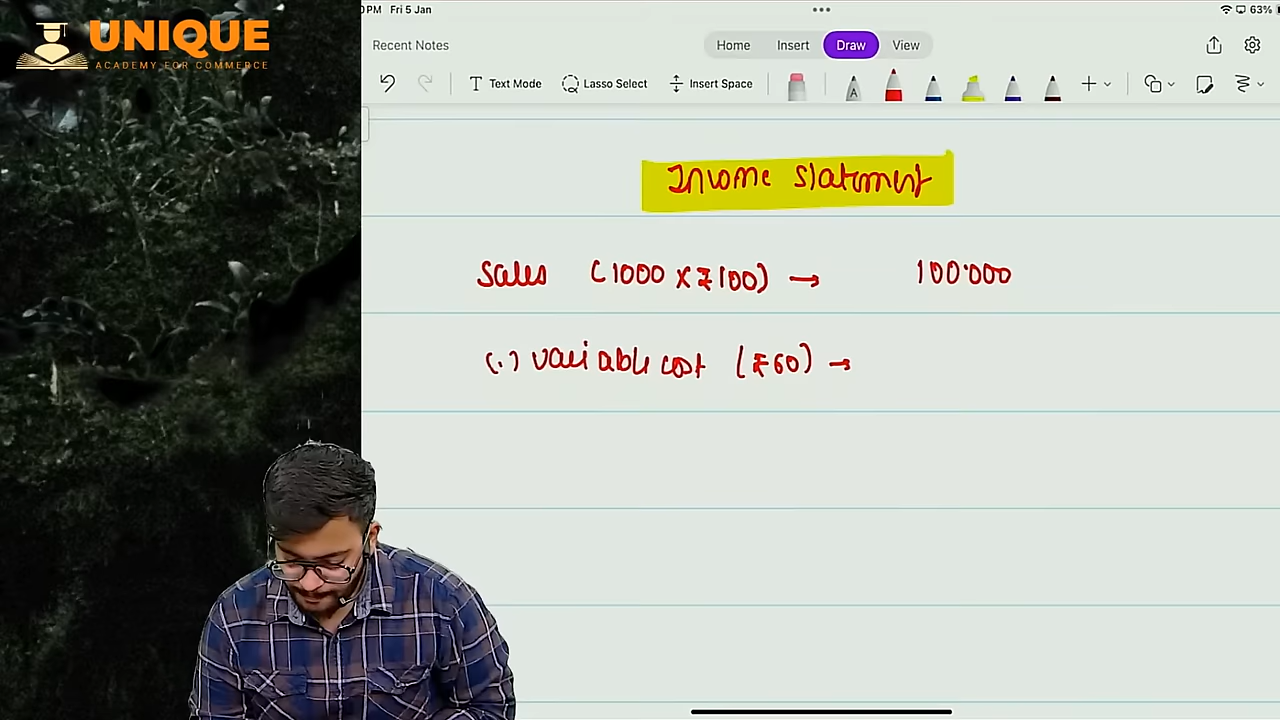 UNIQUE
ACADEMY FOR COMMERCE
PM Fri 5 Jan
63%
Recent Notes
Home Insert Draw View
Text Mode Lasso Select Insert Space
A
Income statement
Sales (1000 x ₹100) → 100.000
(-) variable cost (₹60) →